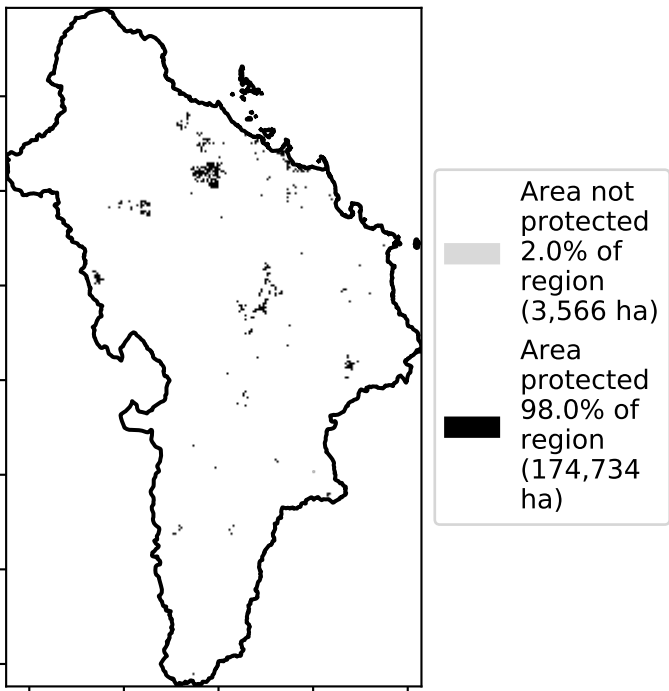 Area not
protected
2.0% of
region
(3,566 ha)
Area
protected
98.0% of
region
(174,734
ha)